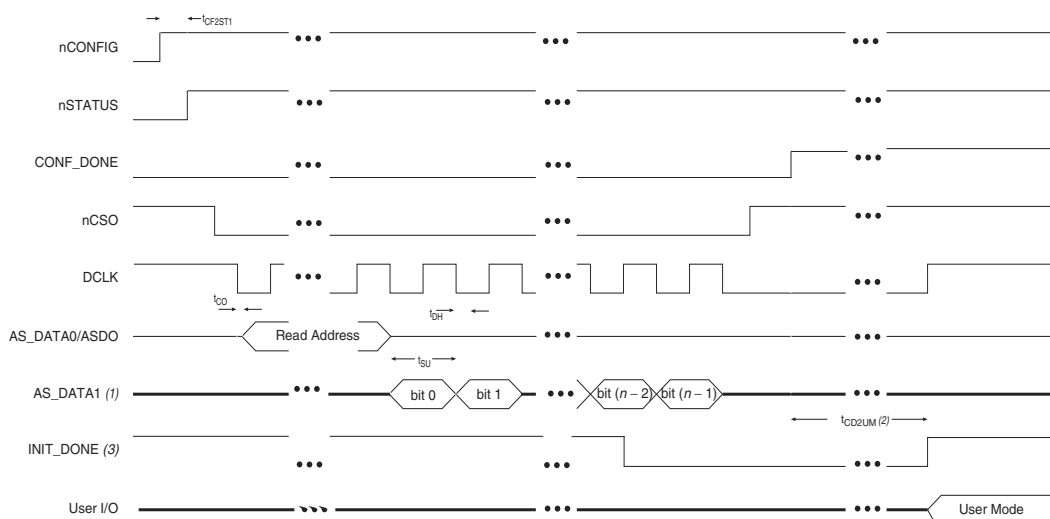 tCF2ST1
nCONFIG
nSTATUS
CONF_DONE
nCSO
DCLK
tCO
tDH
AS_DATA0/ASDO
Read Address
tSU
AS_DATA1 (1)
bit 0
bit 1
bit (n − 2)
bit (n − 1)
tCD2UM (2)
INIT_DONE (3)
User I/O
User Mode